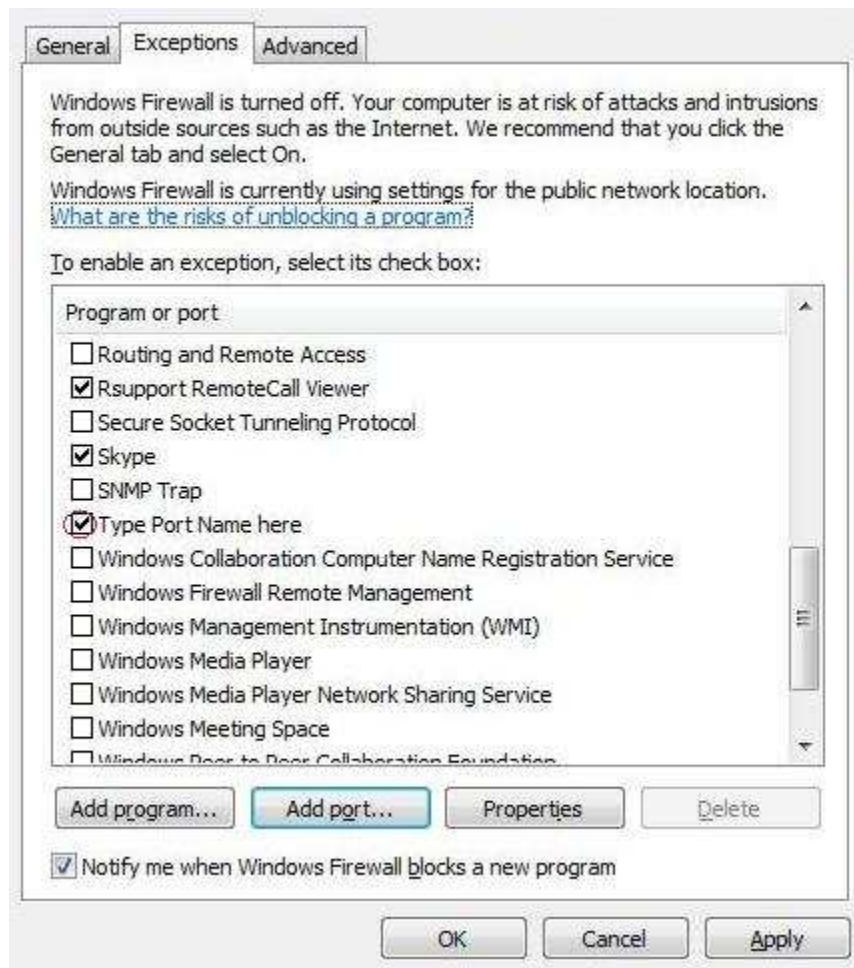 General Exceptions Advanced
Windows Firewall is turned off. Your computer is at risk of attacks and intrusions
from outside sources such as the Internet. We recommend that you click the
General tab and select On.
Windows Firewall is currently using settings for the public network location.
What are the risks of unblocking a program?
To enable an exception, select its check box:
Program or port
Routing and Remote Access
Rsupport RemoteCall Viewer
Secure Socket Tunneling Protocol
Skype
SNMP Trap
Type Port Name here
Windows Collaboration Computer Name Registration Service
Windows Firewall Remote Management
Windows Management Instrumentation (WMI)
Windows Media Player
Windows Media Player Network Sharing Service
Windows Meeting Space
Windows Peer to Peer Collaboration Foundation
Add program... Add port... Properties Delete
Notify me when Windows Firewall blocks a new program
OK Cancel Apply